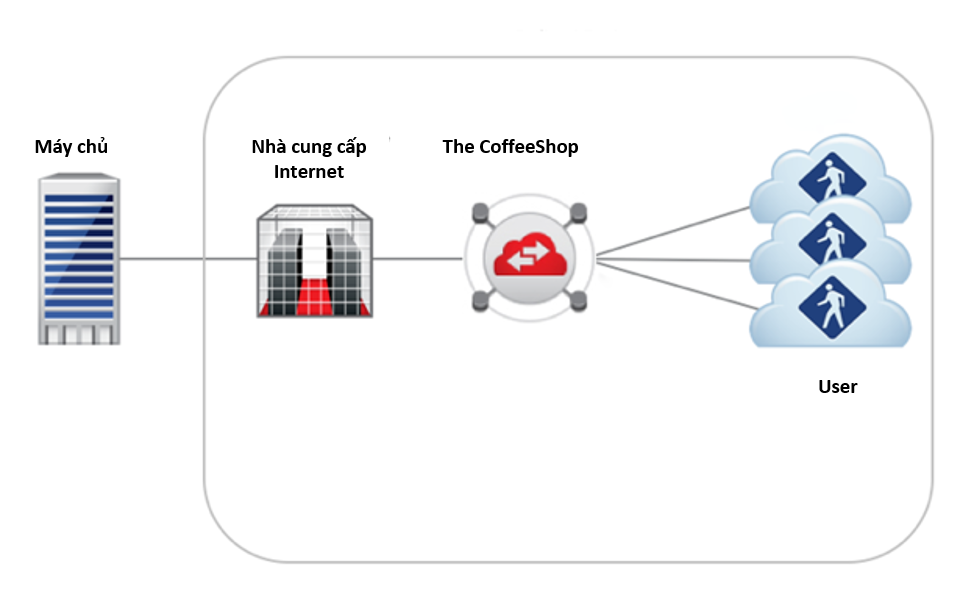 Máy chủ
Nhà cung cấp
Internet
The CoffeeShop
User